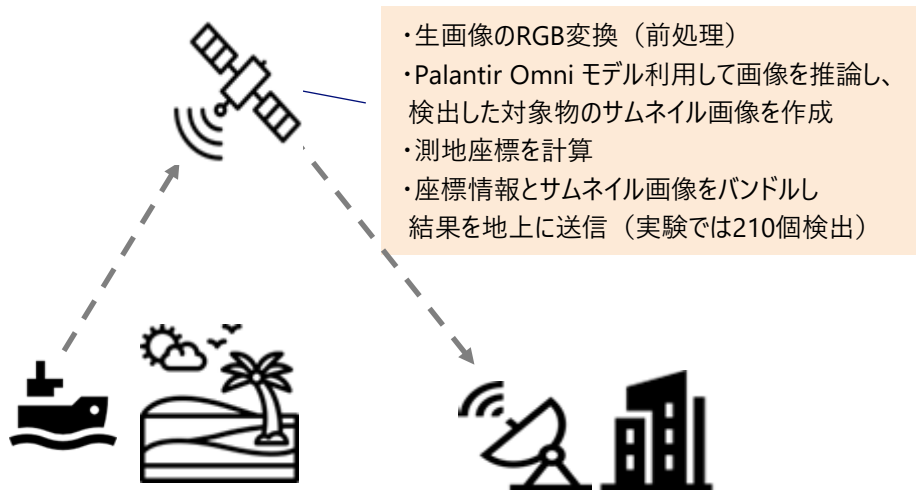 ・生画像のRGB変換（前処理）
・Palantir Omni モデル利用して画像を推論し、
検出した対象物のサムネイル画像を作成
・測地座標を計算
・座標情報とサムネイル画像をバンドルし
結果を地上に送信（実験では210個検出）